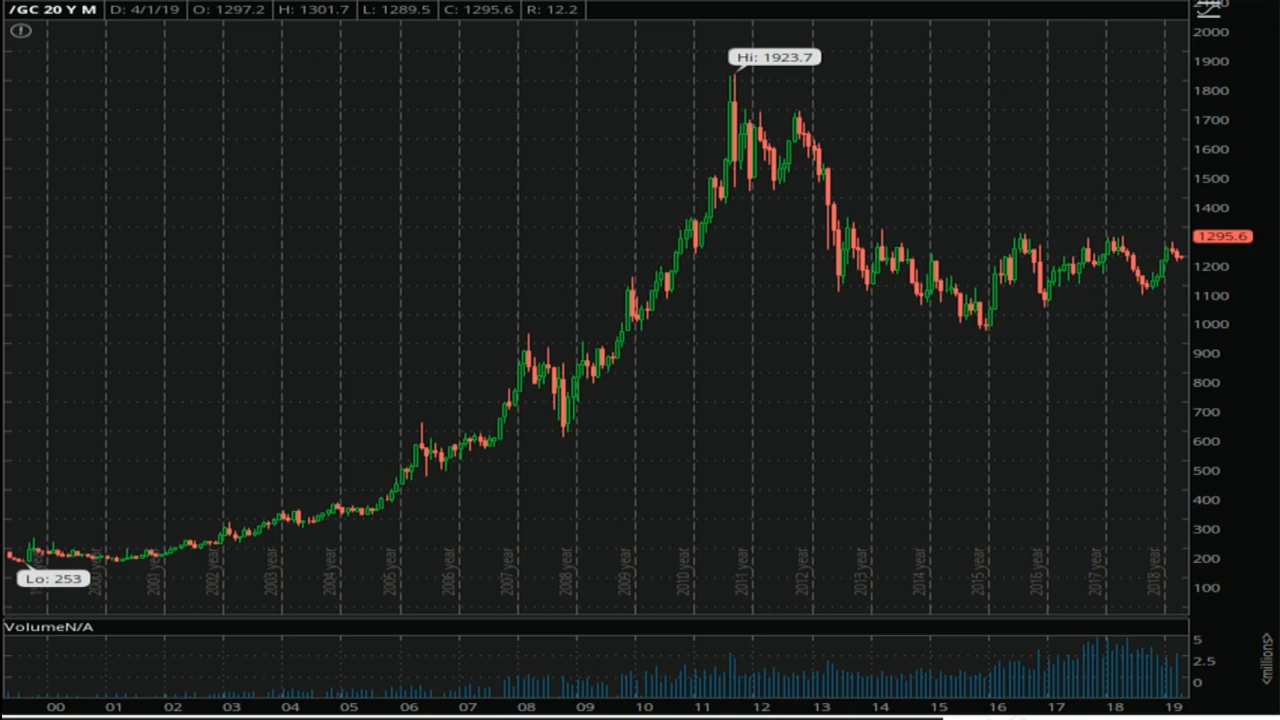 /GC 20 Y M D: 4/1/19 O: 1297.2 H: 1301.7 L: 1289.5 C: 1295.6 R: 12.2
2000
Hi: 1923.7
1900
1800
1700
1600
1500
1400
1295.6
1200
1100
1000
900
800
700
600
500
400
300
200
100
Lo: 253
2001 year
2002 year
2003 year
2004 year
2005 year
2006 year
2007 year
2008 year
2009 year
2010 year
2011 year
2012 year
2013 year
2014 year
2015 year
2016 year
2017 year
2018 year
VolumeN/A
5
2.5
0
<millions>
00 01 02 03 04 05 06 07 08 09 10 11 12 13 14 15 16 17 18 19